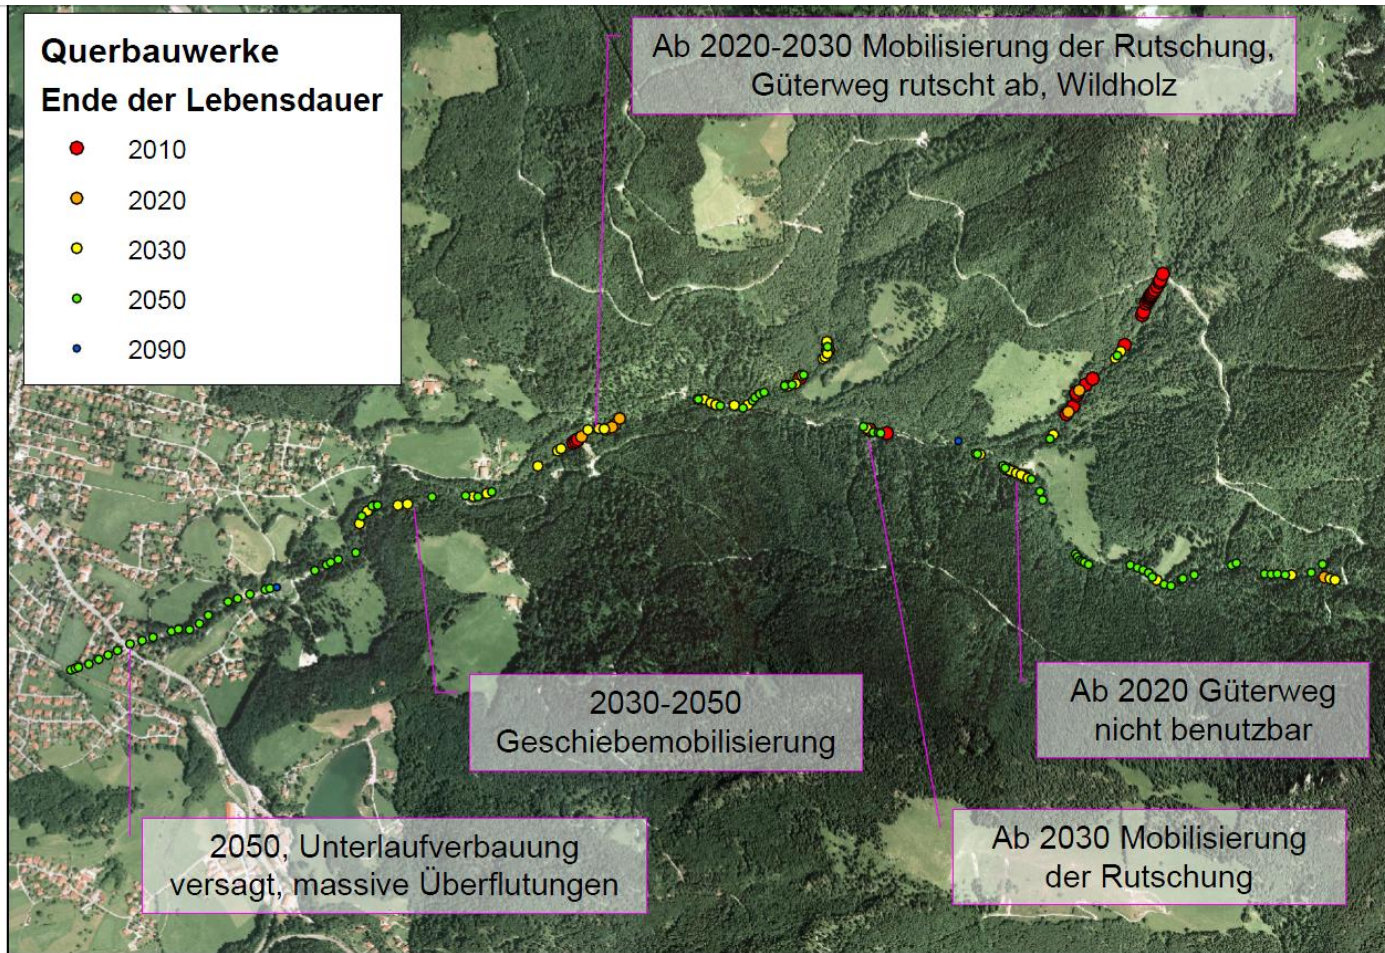 Querbauwerke
Ende der Lebensdauer
2010
2020
2030
2050
2090
Ab 2020-2030 Mobilisierung der Rutschung,
Güterweg rutscht ab, Wildholz
2030-2050
Geschiebemobilisierung
Ab 2020 Güterweg
nicht benutzbar
2050, Unterlaufverbauung
versagt, massive Überflutungen
Ab 2030 Mobilisierung
der Rutschung